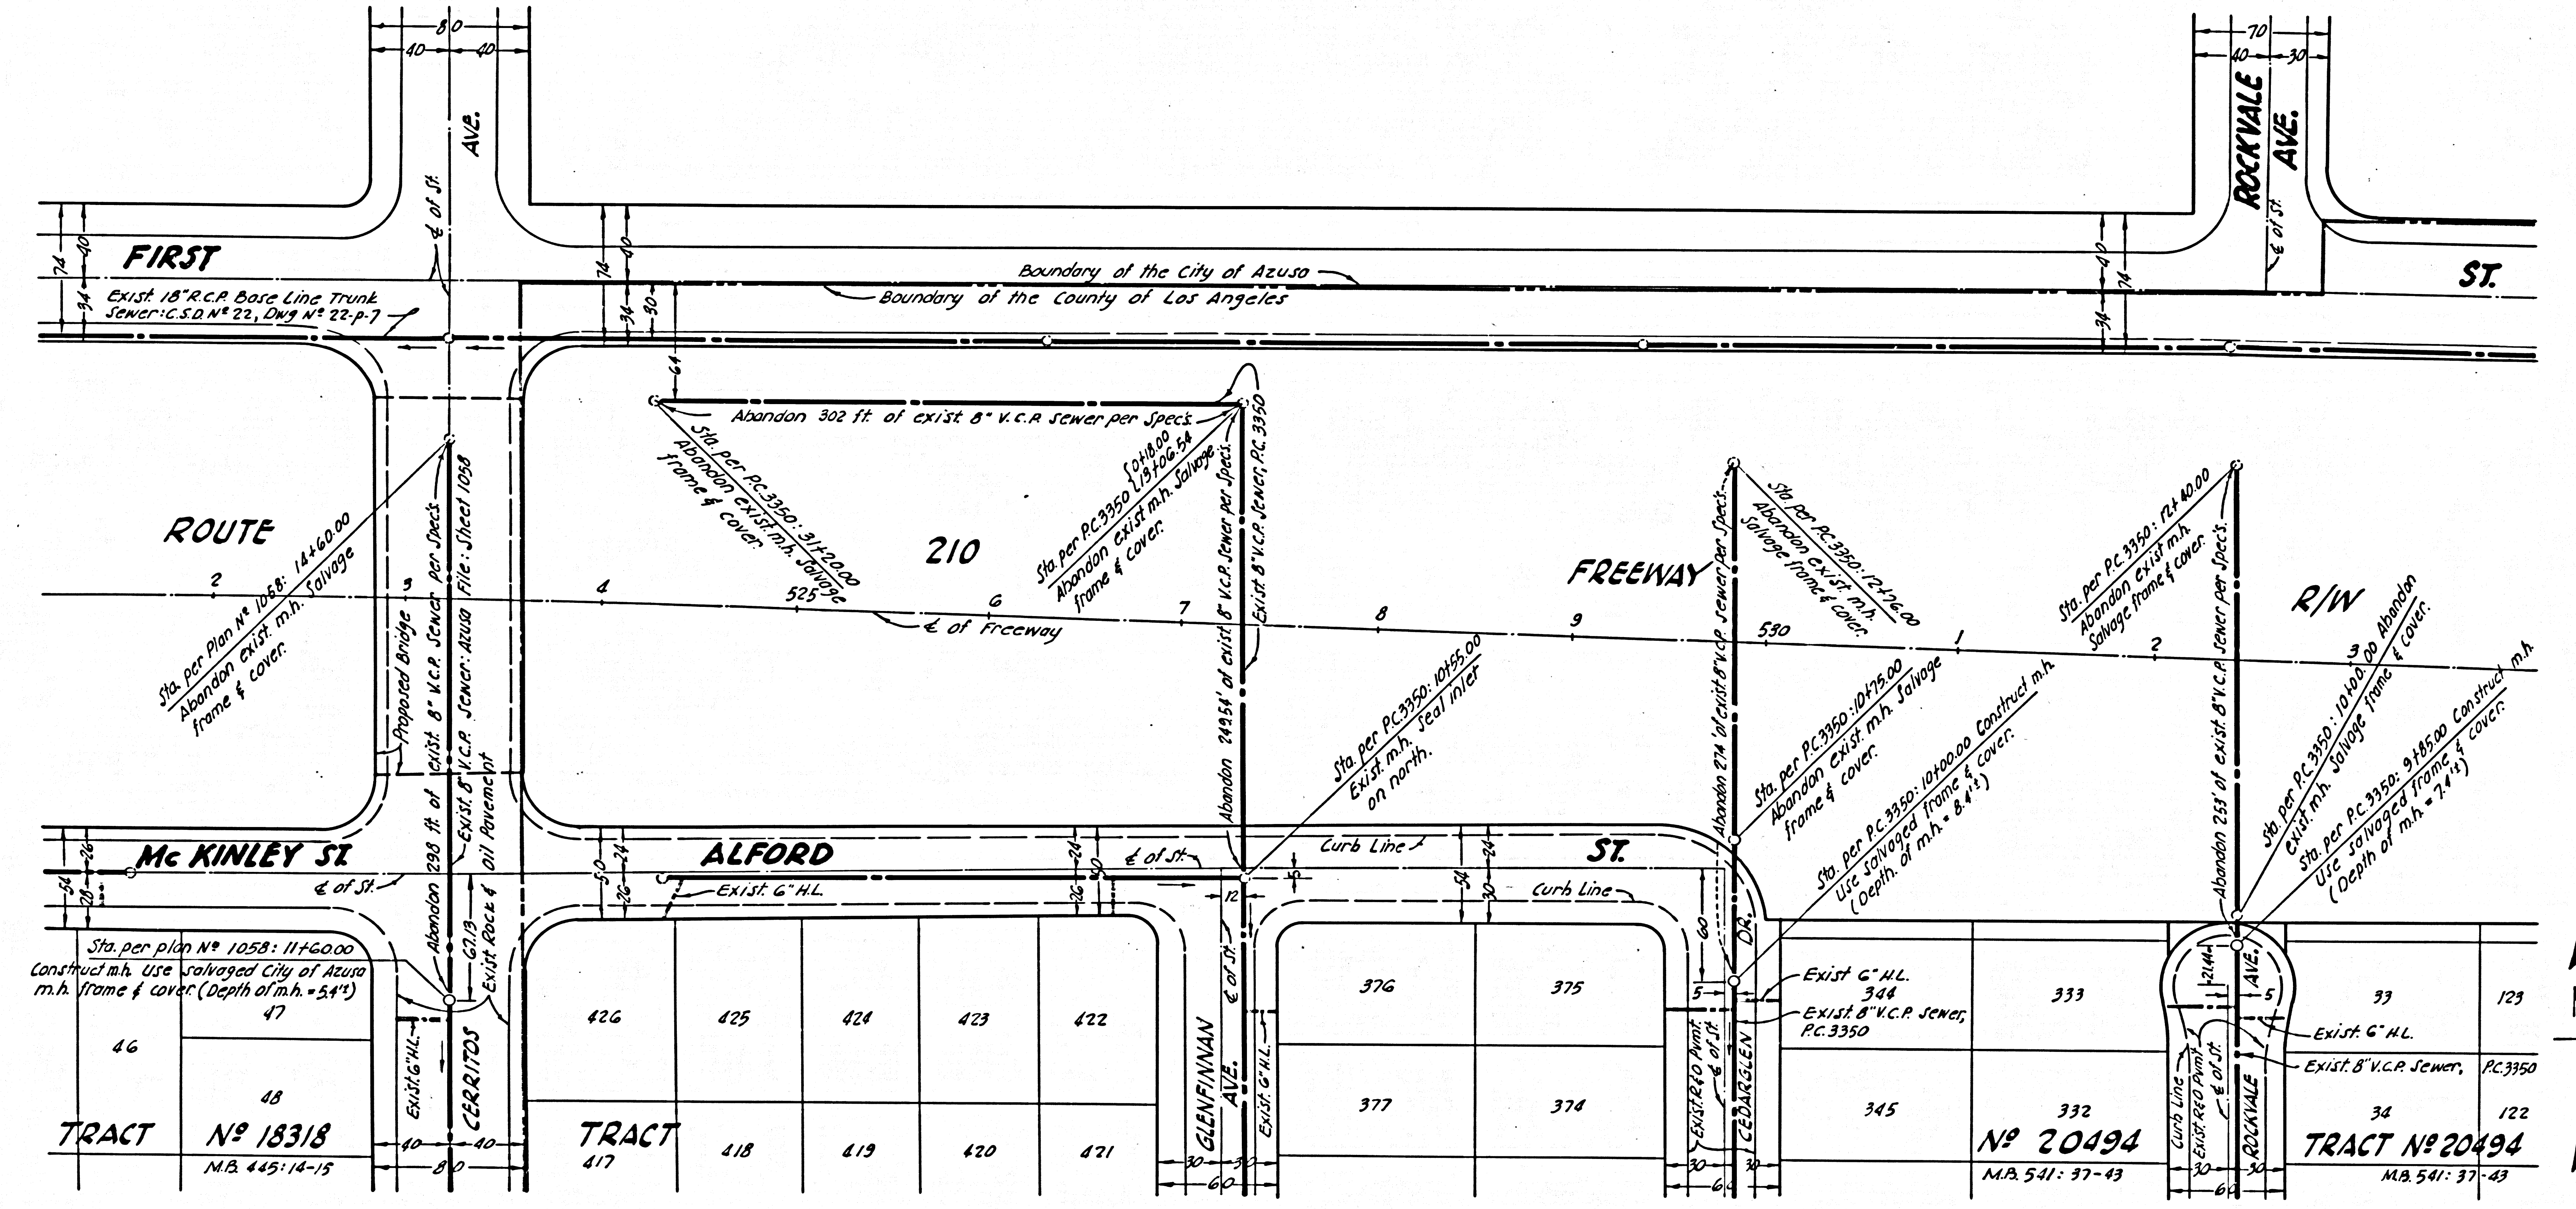 80
40 40
AVE.
¢ of St.
70
40 30
ROCKVALE
AVE.
¢ of St.
74
40
34
FIRST
Exist. 18" R.C.P. Base Line Trunk
Sewer: C.S.D. Nº 22, Dwg Nº 22-P-7
74
40
34
30
64
Boundary of the City of Azusa
Boundary of the County of Los Angeles
40
74
34
ST.
Abandon 302 ft. of exist. 8" V.C.P. Sewer per Spec's.
Sta. per P.C. 3350: 31+20.00
Abandon exist. m.h. Salvage
frame & cover.
Sta. per P.C. 3350 {0+18.00
{13+06.54
Abandon exist. m.h. Salvage
frame & cover.
Abandon 249.54' of exist. 8" V.C.P. Sewer per Spec's.
Exist. 8" V.C.P. Sewer, P.C. 3350
ROUTE
210
FREEWAY
R/W
Sta. per Plan Nº 1058: 14+60.00
Abandon exist. m.h. Salvage
frame & cover.
Proposed Bridge
Abandon 298 ft. of exist. 8" V.C.P. Sewer per Spec's.
Exist. 8" V.C.P. Sewer: Azusa File: Sheet 1058
Exist. Rock & Oil Pavement
2 3 4 525 6 7 8 9 530 1 2 3
¢ of Freeway
Sta. per P.C. 3350: 10+55.00
Exist. m.h. Seal inlet
on north.
Abandon 274' of exist. 8" V.C.P. Sewer per Spec's.
Sta. per P.C. 3350: 12+76.00
Abandon exist. m.h.
Salvage frame & cover.
Sta. per P.C. 3350: 10+75.00
Abandon exist. m.h. Salvage
frame & cover.
Sta. per P.C. 3350: 10+00.00 Construct m.h.
Use salvaged frame & cover.
(Depth of m.h. = 8.4'±)
Sta. per P.C. 3350: 12+40.00
Abandon exist. m.h.
Salvage frame & cover.
Abandon 253' of exist. 8" V.C.P. Sewer per Spec's.
Sta. per P.C. 3350: 10+00.00 Abandon
exist. m.h. Salvage frame & cover.
Sta. per P.C. 3350: 9+85.00 Construct m.h.
Use salvaged frame & cover.
(Depth of m.h. = 7.4'±)
54
26
28
Mc KINLEY ST.
¢ of St.
67.13
50
24
26
ALFORD
Exist. 6" H.L.
24
50
26
¢ of St.
12
5
Curb Line
54
24
30
ST.
Curb Line
60
Sta. per plan Nº 1058: 11+60.00
Construct m.h. Use salvaged City of Azusa
m.h. frame & cover. (Depth of m.h. = 5.4'±)
47
46
48
TRACT Nº 18318
M.B. 445: 14-15
Exist. 6" H.L.
CERRITOS
40 40
80
426 425 424 423 422
TRACT
417 418 419 420 421
GLENFINNAN
AVE.
¢ of St.
Exist. 6" H.L.
30 30
60
376 375
377 374
5
DR.
CEDARGLEN
Exist. R&O Pvmt
¢ of St.
30 30
60
Exist. 6" H.L.
344
Exist. 8" V.C.P. Sewer,
P.C. 3350
333
345 332
Nº 20494
M.B. 541: 37-43
21.44
AVE.
5
Curb Line
Exist. R&O Pvmt
¢ of St.
ROCKVALE
30 30
60
33 123
Exist. 6" H.L.
Exist. 8" V.C.P. Sewer, P.C. 3350
34 122
TRACT Nº 20494
M.B. 541: 37-43